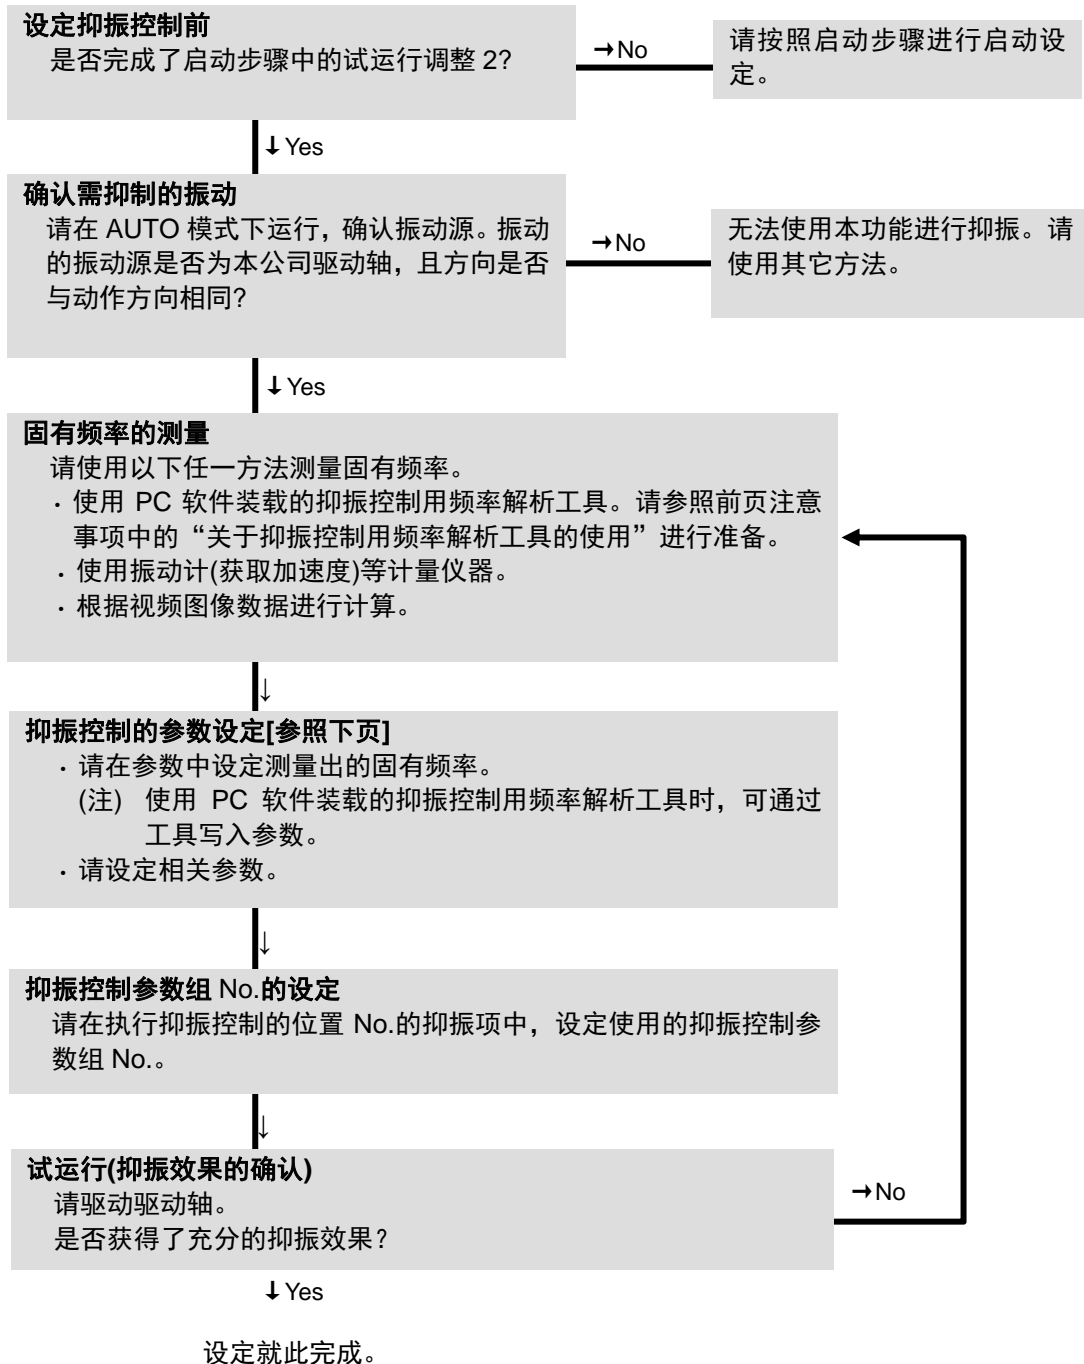 设定抑振控制前
是否完成了启动步骤中的试运行调整 2?
→No
请按照启动步骤进行启动设
定。
↓Yes
确认需抑制的振动
请在 AUTO 模式下运行，确认振动源。振动
的振动源是否为本公司驱动轴，且方向是否
与动作方向相同?
→No
无法使用本功能进行抑振。请
使用其它方法。
↓Yes
固有频率的测量
请使用以下任一方法测量固有频率。
・使用 PC 软件装载的抑振控制用频率解析工具。请参照前页注意
事项中的“关于抑振控制用频率解析工具的使用”进行准备。
・使用振动计(获取加速度)等计量仪器。
・根据视频图像数据进行计算。
↓
抑振控制的参数设定[参照下页]
・请在参数中设定测量出的固有频率。
(注) 使用 PC 软件装载的抑振控制用频率解析工具时，可通过
工具写入参数。
・请设定相关参数。
↓
抑振控制参数组 No.的设定
请在执行抑振控制的位置 No.的抑振项中，设定使用的抑振控制参
数组 No.。
↓
试运行(抑振效果的确认)
请驱动驱动轴。
是否获得了充分的抑振效果?
→No
↓Yes
设定就此完成。